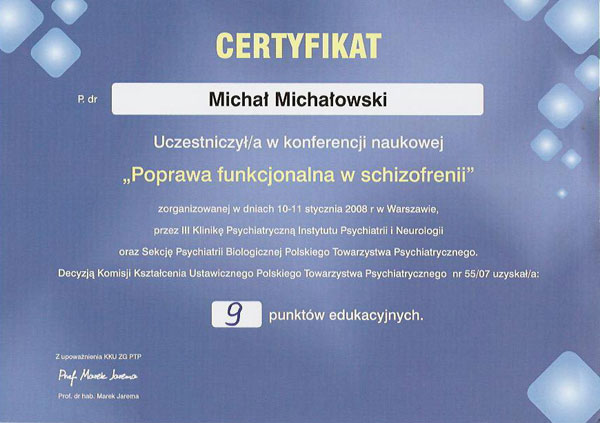 CERTYFIKAT
P. dr Michał Michałowski
Uczestniczył/a w konferencji naukowej
„Poprawa funkcjonalna w schizofrenii”
zorganizowanej w dniach 10-11 stycznia 2008 r w Warszawie,
przez III Klinikę Psychiatryczną Instytutu Psychiatrii i Neurologii
oraz Sekcję Psychiatrii Biologicznej Polskiego Towarzystwa Psychiatrycznego.
Decyzją Komisji Kształcenia Ustawicznego Polskiego Towarzystwa Psychiatrycznego nr 55/07 uzyskał/a:
9 punktów edukacyjnych.
Z upoważnienia KKU ZG PTP
Prof. Marek Jarema
Prof. dr hab. Marek Jarema